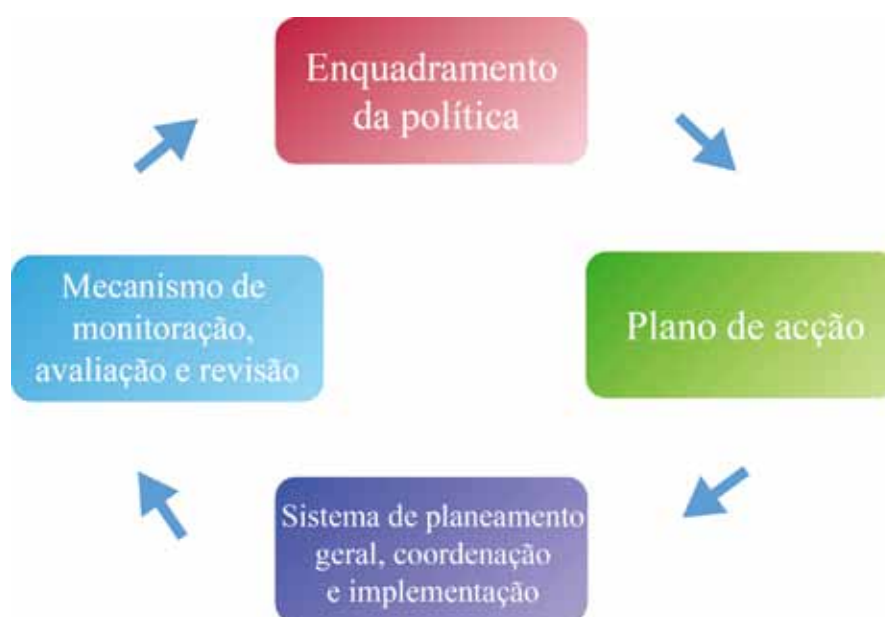 Enquadramento
da política
Mecanismo de
monitoração,
avaliação e revisão
Plano de acção
Sistema de planeamento
geral, coordenação
e implementação